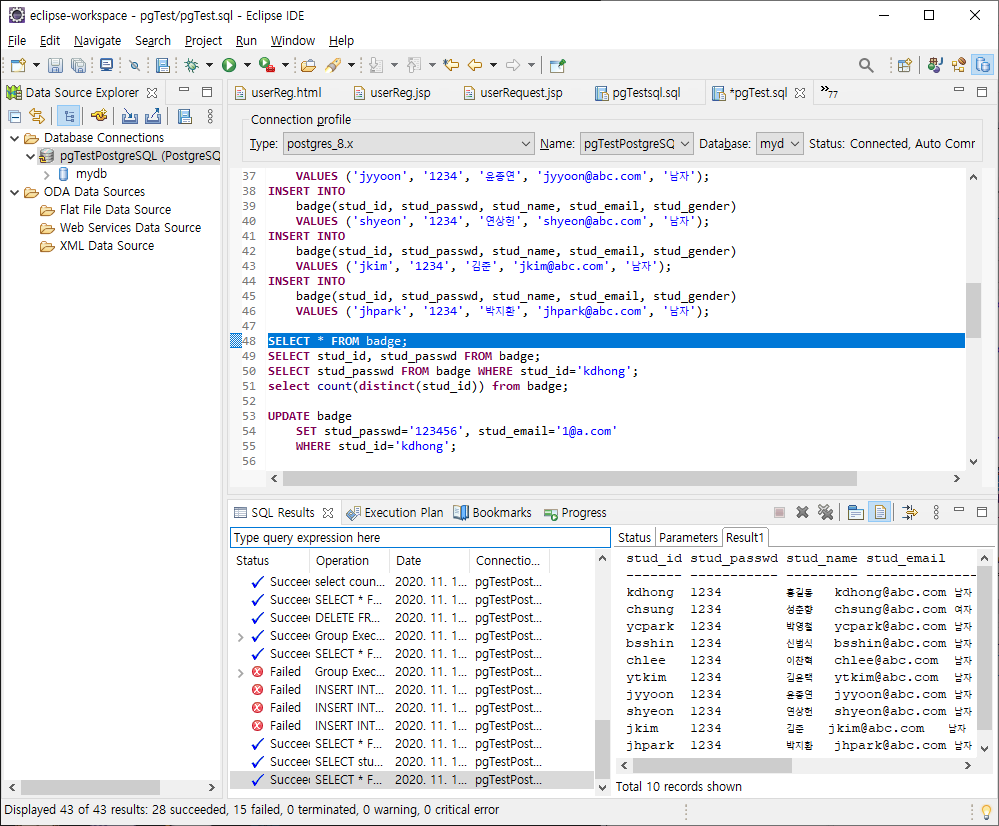 eclipse-workspace - pgTest/pgTest.sql - Eclipse IDE
File Edit Navigate Search Project Run Window Help
Data Source Explorer
userReg.html userReg.jsp userRequest.jsp pgTestsql.sql *pgTest.sql »77
Database Connections
pgTestPostgreSQL (PostgreSQ
mydb
ODA Data Sources
Flat File Data Source
Web Services Data Source
XML Data Source
Connection profile
Type: postgres_8.x Name: pgTestPostgreSQ Database: myd Status: Connected, Auto Comr
37 VALUES ('jyyoon', '1234', '윤종연', 'jyyoon@abc.com', '남자');
38 INSERT INTO
39 badge(stud_id, stud_passwd, stud_name, stud_email, stud_gender)
40 VALUES ('shyeon', '1234', '연상헌', 'shyeon@abc.com', '남자');
41 INSERT INTO
42 badge(stud_id, stud_passwd, stud_name, stud_email, stud_gender)
43 VALUES ('jkim', '1234', '김준', 'jkim@abc.com', '남자');
44 INSERT INTO
45 badge(stud_id, stud_passwd, stud_name, stud_email, stud_gender)
46 VALUES ('jhpark', '1234', '박지환', 'jhpark@abc.com', '남자');
47
48 SELECT * FROM badge;
49 SELECT stud_id, stud_passwd FROM badge;
50 SELECT stud_passwd FROM badge WHERE stud_id='kdhong';
51 select count(distinct(stud_id)) from badge;
52
53 UPDATE badge
54 SET stud_passwd='123456', stud_email='1@a.com'
55 WHERE stud_id='kdhong';
56
SQL Results Execution Plan Bookmarks Progress
Type query expression here
Status Operation Date Connectio...
Succee select coun... 2020. 11. 1... pgTestPost...
Succee SELECT * F... 2020. 11. 1... pgTestPost...
Succee DELETE FR... 2020. 11. 1... pgTestPost...
Succee Group Exec... 2020. 11. 1... pgTestPost...
Succee SELECT * F... 2020. 11. 1... pgTestPost...
Failed Group Exec... 2020. 11. 1... pgTestPost...
Failed INSERT INT... 2020. 11. 1... pgTestPost...
Failed INSERT INT... 2020. 11. 1... pgTestPost...
Failed INSERT INT... 2020. 11. 1... pgTestPost...
Succee SELECT * F... 2020. 11. 1... pgTestPost...
Succee SELECT stu... 2020. 11. 1... pgTestPost...
Succee SELECT * F... 2020. 11. 1... pgTestPost...
Status Parameters Result1
stud_id stud_passwd stud_name stud_email
------- ----------- --------- --------------
kdhong 1234 홍길동 kdhong@abc.com 남자
chsung 1234 성춘향 chsung@abc.com 여자
ycpark 1234 박영철 ycpark@abc.com 남자
bsshin 1234 신범식 bsshin@abc.com 남자
chlee 1234 이찬혁 chlee@abc.com 남자
ytkim 1234 김윤택 ytkim@abc.com 남자
jyyoon 1234 윤종연 jyyoon@abc.com 남자
shyeon 1234 연상헌 shyeon@abc.com 남자
jkim 1234 김준 jkim@abc.com 남자
jhpark 1234 박지환 jhpark@abc.com 남자
Total 10 records shown
Displayed 43 of 43 results: 28 succeeded, 15 failed, 0 terminated, 0 warning, 0 critical error